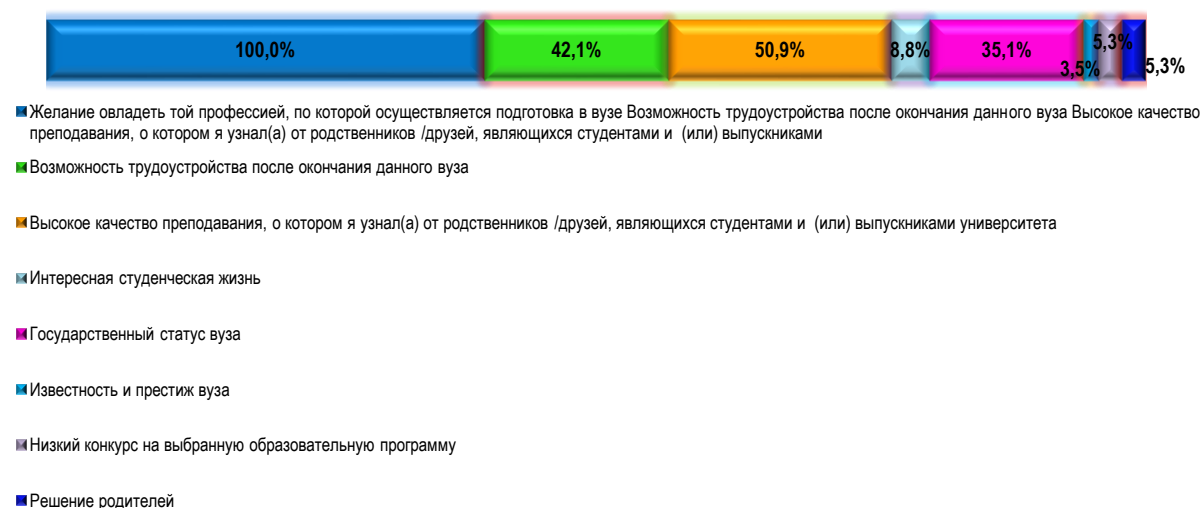 100,0% 42,1% 50,9% 8,8% 35,1% 3,5% 5,3% 5,3%
Желание овладеть той профессией, по которой осуществляется подготовка в вузе Возможность трудоустройства после окончания данного вуза Высокое качество
преподавания, о котором я узнал(а) от родственников /друзей, являющихся студентами и (или) выпускниками
Возможность трудоустройства после окончания данного вуза
Высокое качество преподавания, о котором я узнал(а) от родственников /друзей, являющихся студентами и (или) выпускниками университета
Интересная студенческая жизнь
Государственный статус вуза
Известность и престиж вуза
Низкий конкурс на выбранную образовательную программу
Решение родителей